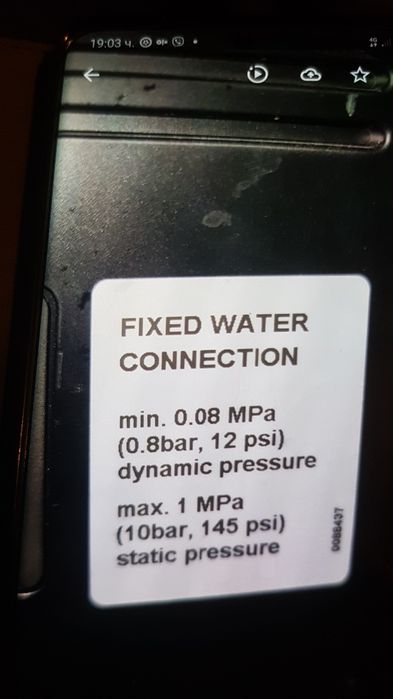 19:03 ч.
FIXED WATER
CONNECTION
min. 0.08 MPa
(0.8bar, 12 psi)
dynamic pressure
max. 1 MPa
(10bar, 145 psi)
static pressure